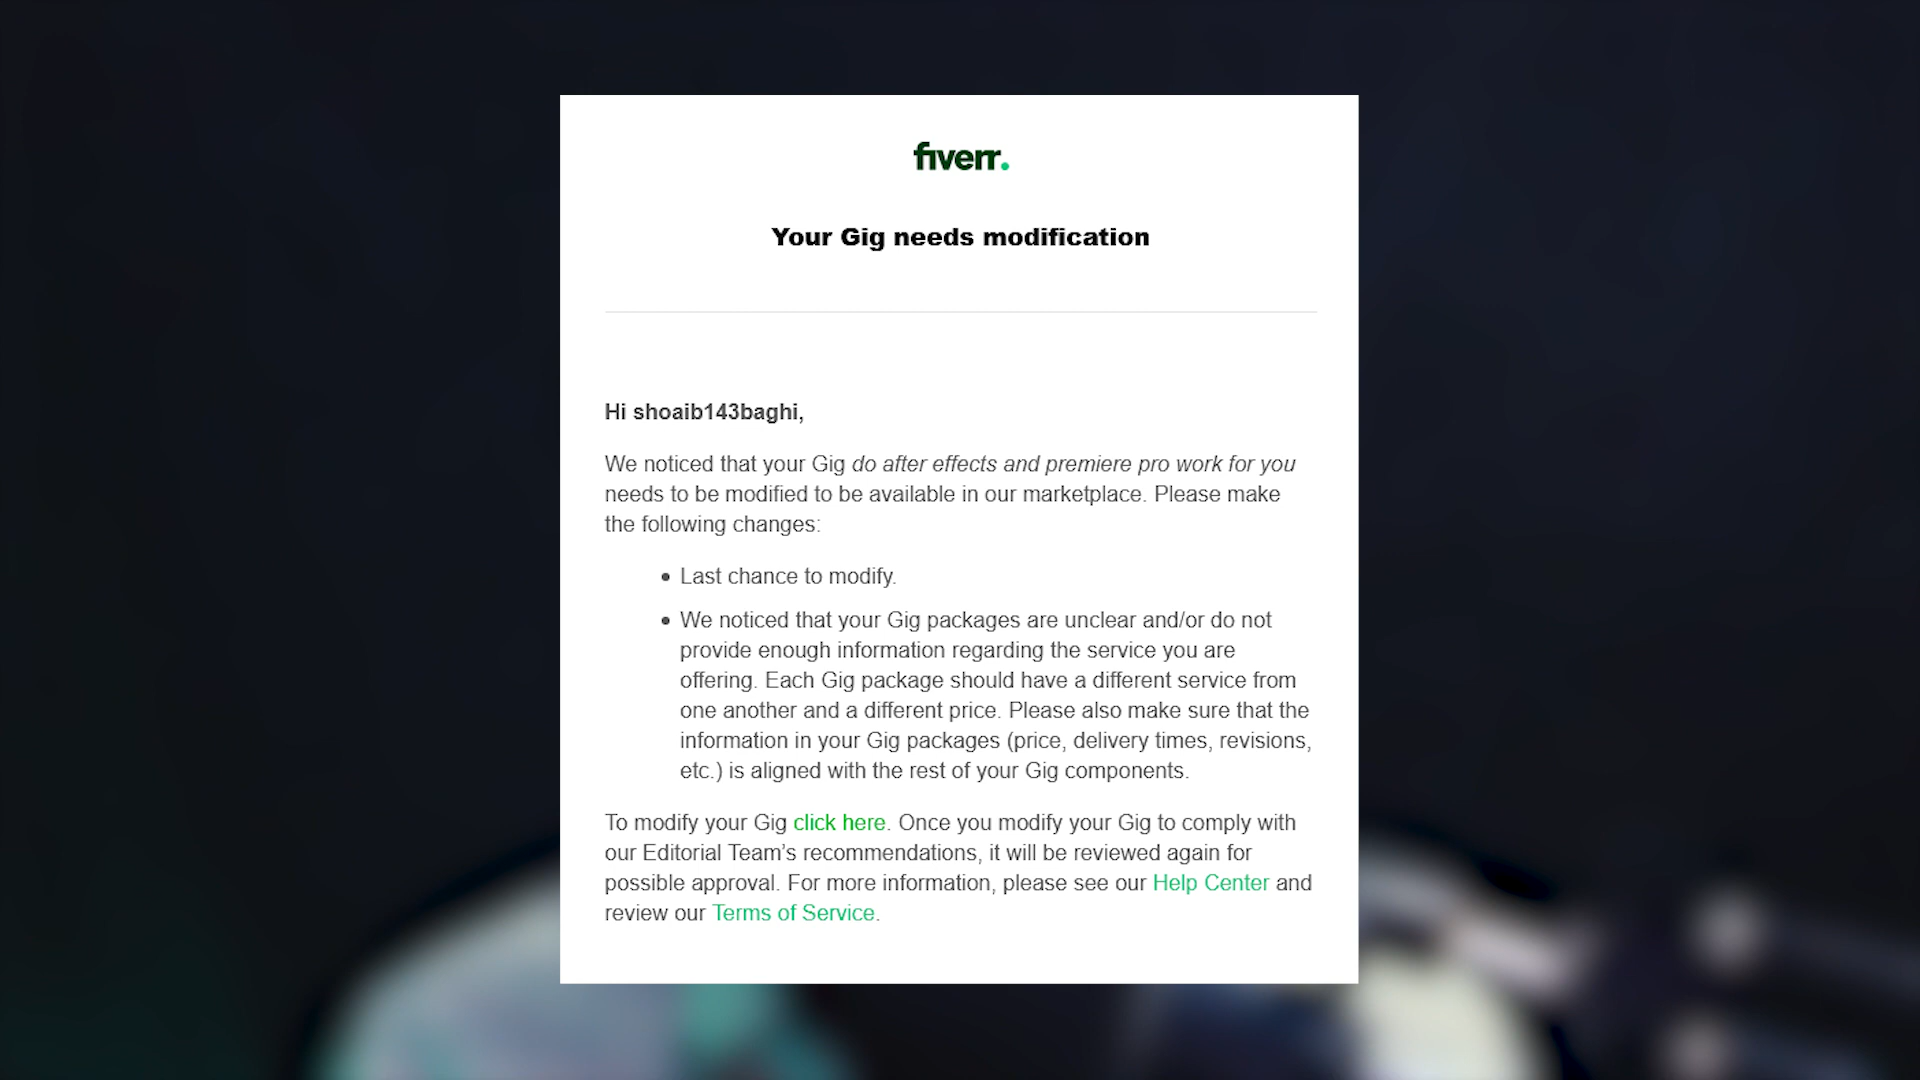 fiverr.
Your Gig needs modification
Hi shoaib143baghi,
We noticed that your Gig do after effects and premiere pro work for you
needs to be modified to be available in our marketplace. Please make
the following changes:
• Last chance to modify.
• We noticed that your Gig packages are unclear and/or do not
provide enough information regarding the service you are
offering. Each Gig package should have a different service from
one another and a different price. Please also make sure that the
information in your Gig packages (price, delivery times, revisions,
etc.) is aligned with the rest of your Gig components.
To modify your Gig click here. Once you modify your Gig to comply with
our Editorial Team’s recommendations, it will be reviewed again for
possible approval. For more information, please see our Help Center and
review our Terms of Service.